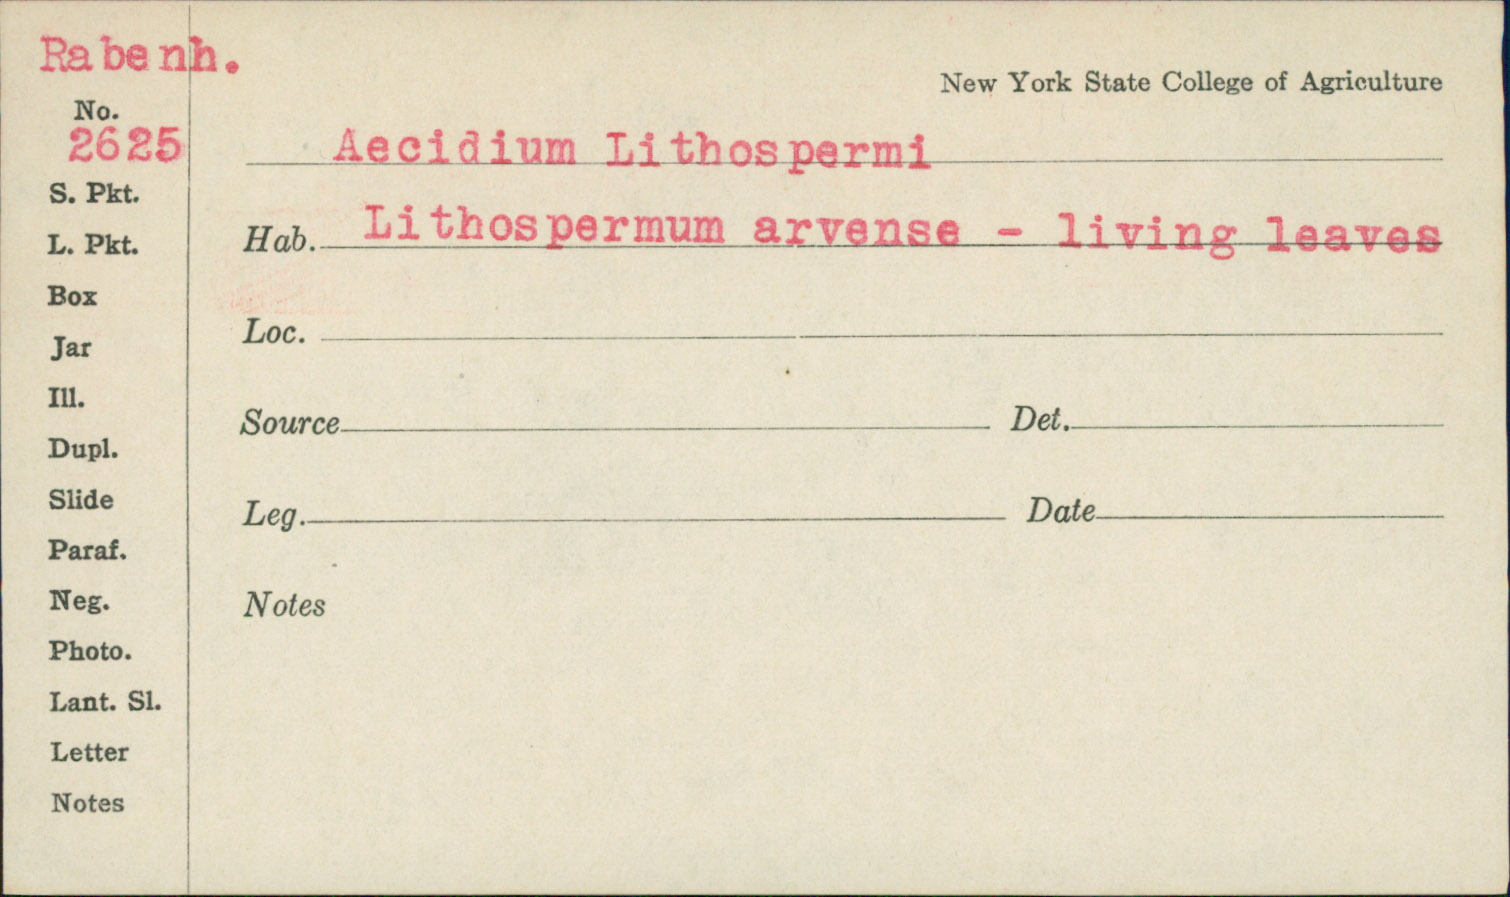 Rabenh.
New York State College of Agriculture
No.
2625
Aecidium Lithospermi
S. Pkt.
Hab. Lithospermum arvense - living leaves
L. Pkt.
Box
Loc.
Jar
Ill.
Source Det.
Dupl.
Slide
Leg. Date
Paraf.
Neg.
Notes
Photo.
Lant. Sl.
Letter
Notes